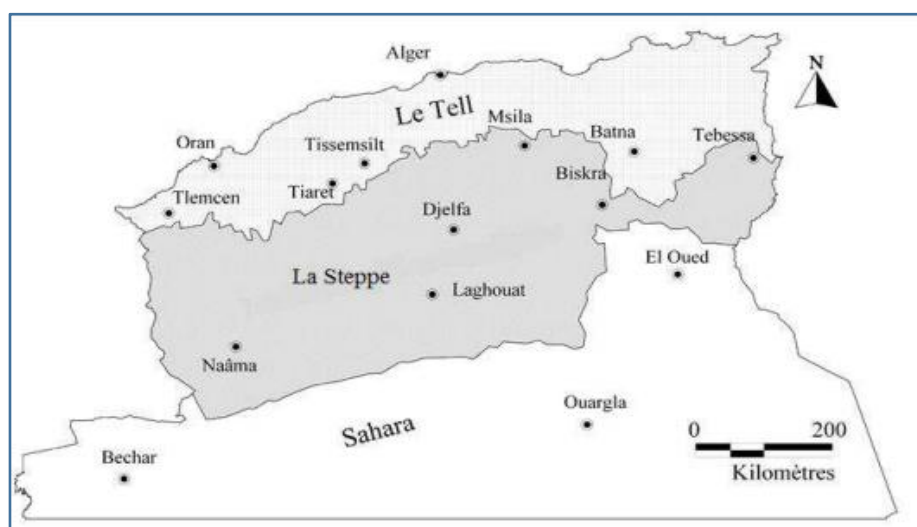 Alger
N
Le Tell
Msila
Oran
Tissemsilt
Batna
Tebessa
Tlemcen
Tiaret
Biskra
Djelfa
El Oued
La Steppe
Laghouat
Naâma
Ouargla
Sahara
0 200
Kilomètres
Bechar